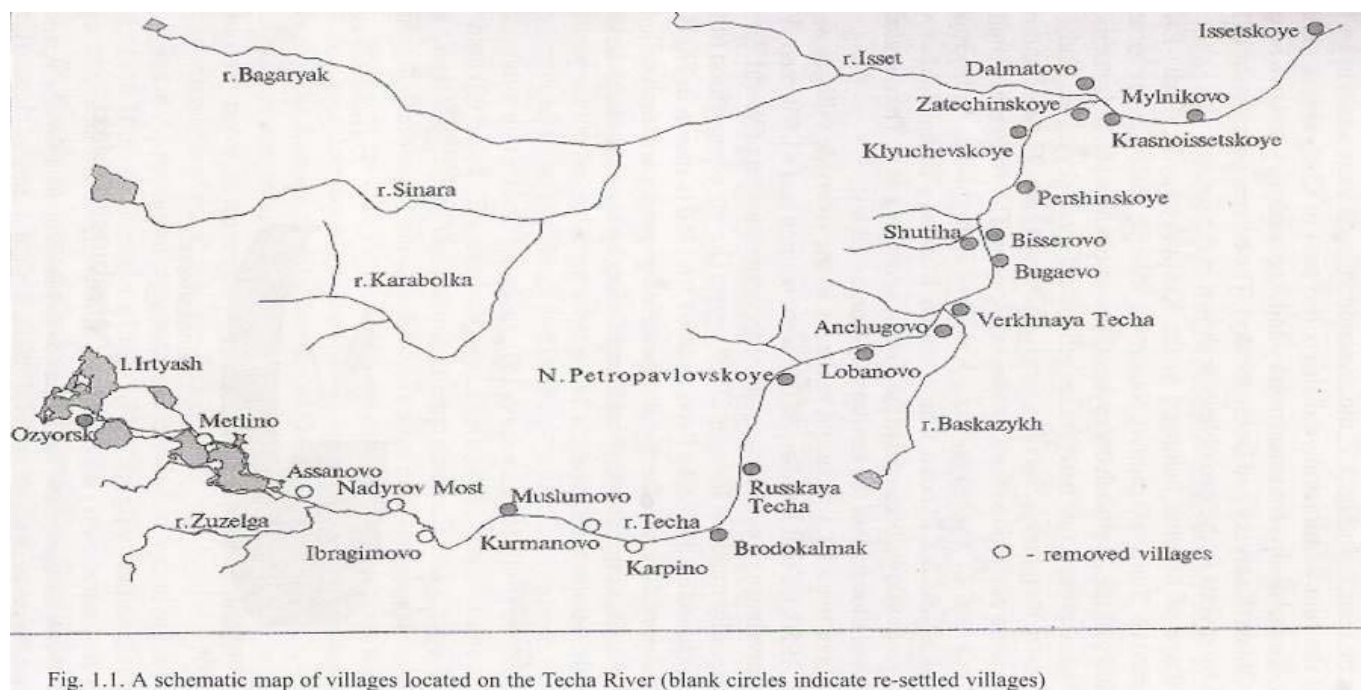 Issetskoye
r.Isset
Dalmatovo
r.Bagaryak
Zatechinskoye
Mylnikovo
Klyuchevskoye
Krasnoissetskoye
r.Sinara
Pershinskoye
Shutiha
Bisserovo
r.Karabolka
Bugaevo
Anchugovo
Verkhnaya Techa
l.Irtyash
N. Petropavlovskoye
Lobanovo
Metlino
Ozyorsk
r.Baskazykh
Assanovo
Nadyrov Most
Muslumovo
Russkaya
Techa
r.Zuzelga
r.Techa
Ibragimovo
Kurmanovo
Brodokalmak
- removed villages
Karpino
Fig. 1.1. A schematic map of villages located on the Techa River (blank circles indicate re-settled villages)